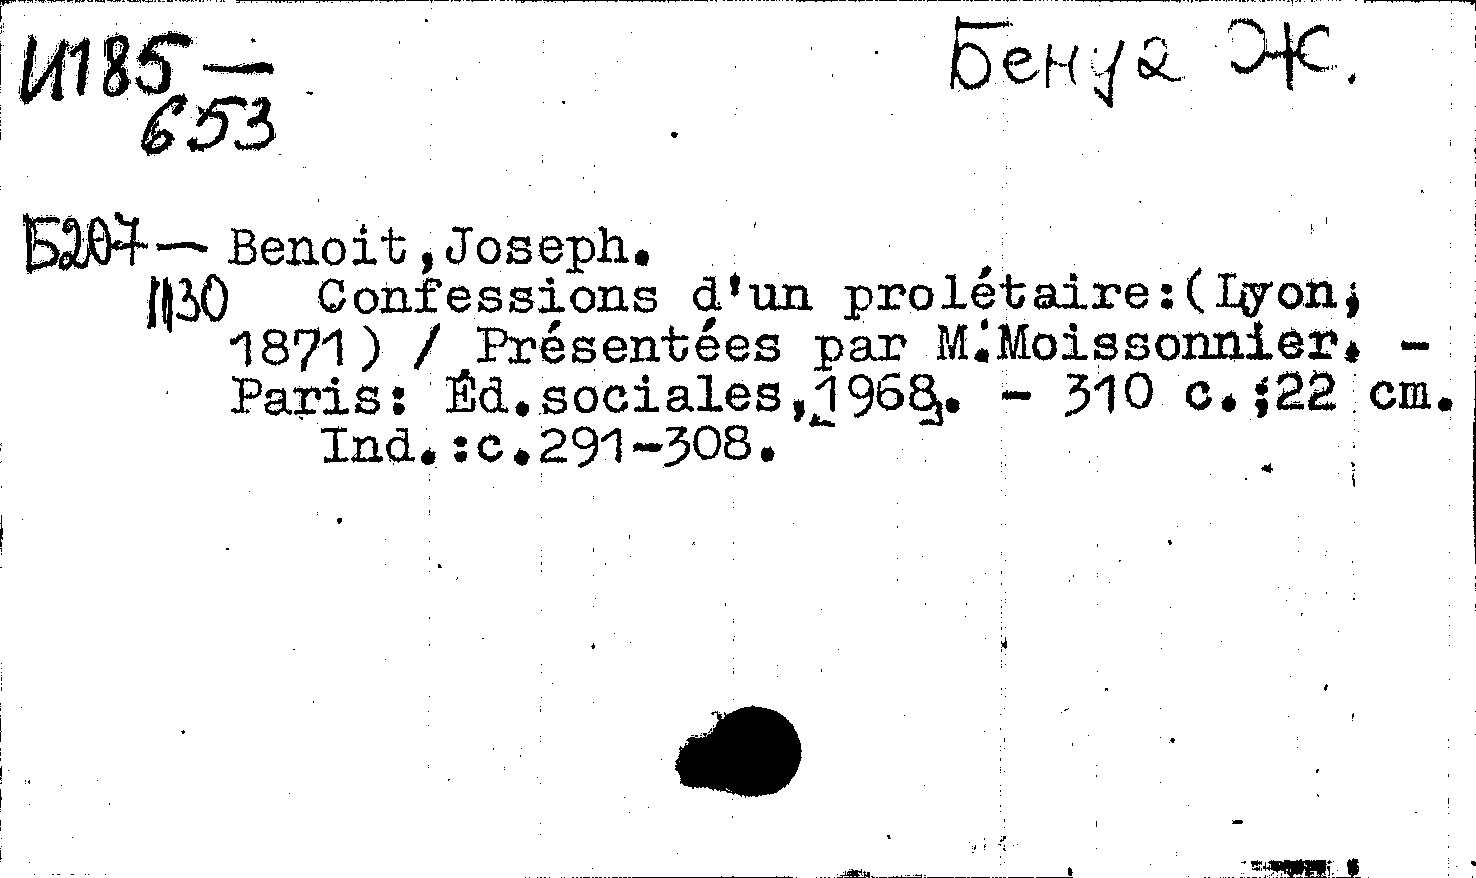 И185—
653
Бенуа Ж.
Б207— Benoit,Joseph.
1130 Confessions d'un prolétaire:(Lyon,
1871) / Présentées par M.Moissonnier. -
Paris: Éd.sociales,1968. - 310 с.;22 cm.
Ind.:с.291-308.